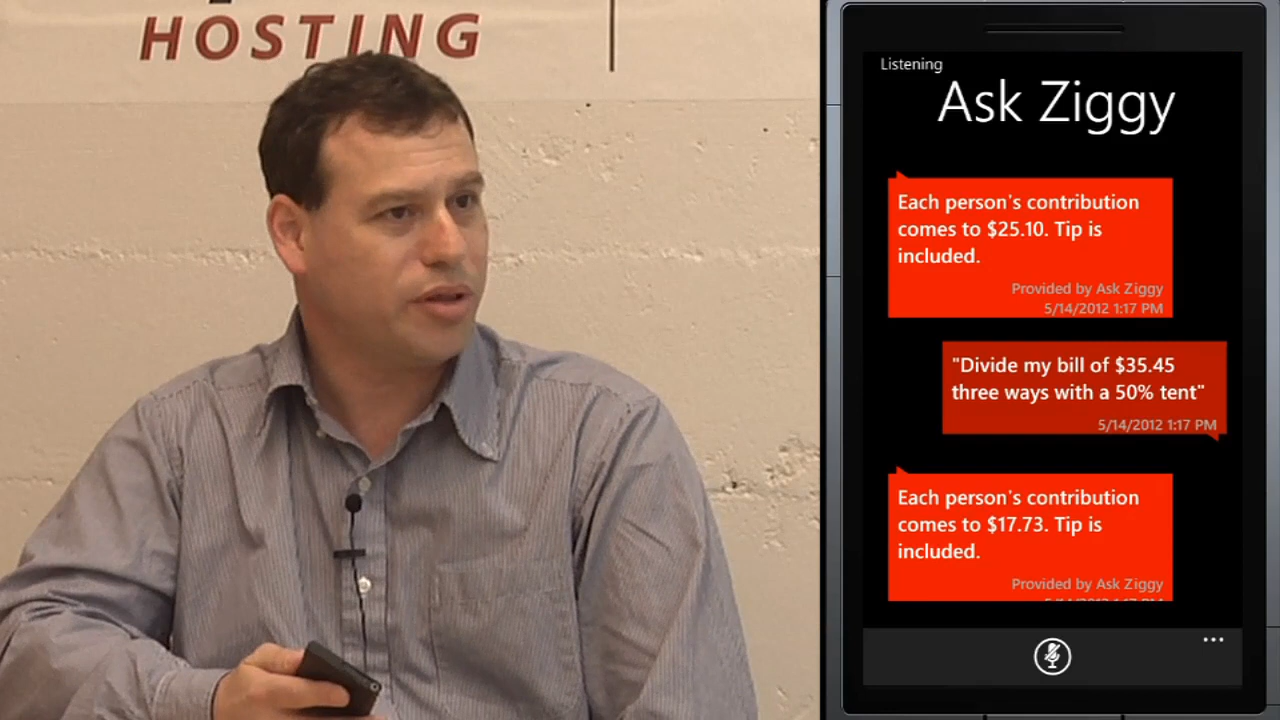 HOSTING
Listening
Ask Ziggy
Each person's contribution
comes to $25.10. Tip is
included.
Provided by Ask Ziggy
5/14/2012 1:17 PM
"Divide my bill of $35.45
three ways with a 50% tent"
5/14/2012 1:17 PM
Each person's contribution
comes to $17.73. Tip is
included.
Provided by Ask Ziggy